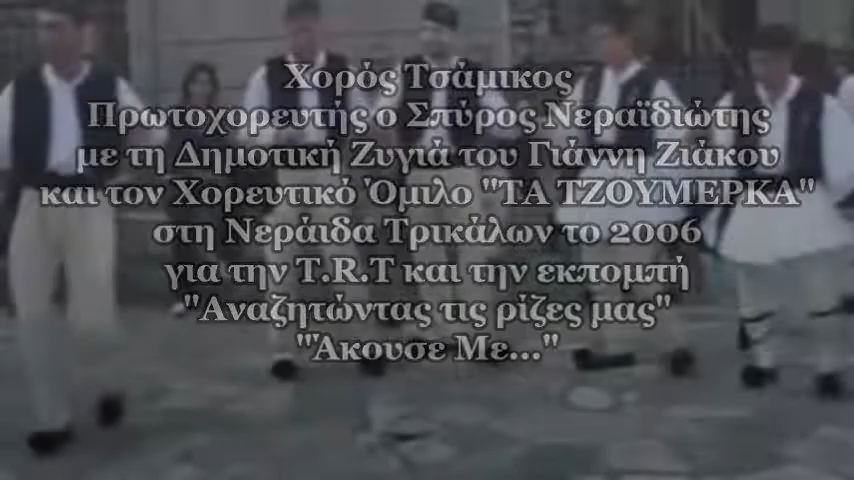 Χορός Τσάμικος
Πρωτοχορευτής ο Σπύρος Νεραϊδιώτης
με τη Δημοτική Ζυγιά του Γιάννη Ζιάκου
και τον Χορευτικό Όμιλο "ΤΑ ΤΖΟΥΜΕΡΚΑ"
στη Νεράιδα Τρικάλων το 2006
για την T.R.T και την εκπομπή
"Αναζητώντας τις ρίζες μας"
"Άκουσε Με..."